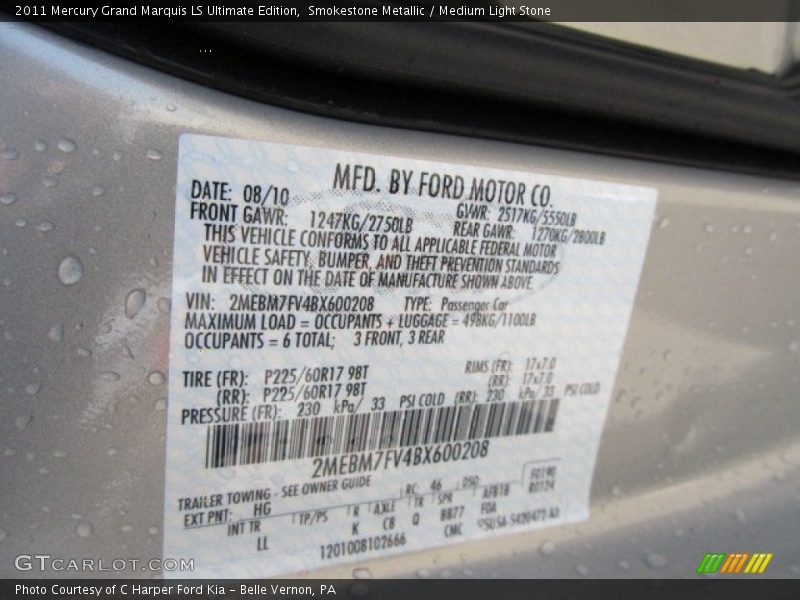 2011 Mercury Grand Marquis LS Ultimate Edition, Smokestone Metallic / Medium Light Stone
MFD. BY FORD MOTOR CO.
DATE: 08/10 GVWR: 2517KG/5550LB
FRONT GAWR: 1247KG/2750LB REAR GAWR: 1270KG/2800LB
THIS VEHICLE CONFORMS TO ALL APPLICABLE FEDERAL MOTOR
VEHICLE SAFETY, BUMPER, AND THEFT PREVENTION STANDARDS
IN EFFECT ON THE DATE OF MANUFACTURE SHOWN ABOVE.
VIN: 2MEBM7FV4BX600208 TYPE: Passenger Car
MAXIMUM LOAD = OCCUPANTS + LUGGAGE = 498KG/1100LB
OCCUPANTS = 6 TOTAL; 3 FRONT, 3 REAR
TIRE (FR): P225/60R17 98T RIMS (FR): 17x7.0
(RR): P225/60R17 98T (RR): 17x7.0
PRESSURE (FR): 230 kPa/ 33 PSI COLD (RR): 230 kPa/ 33 PSI COLD
2MEBM7FV4BX600208
TRAILER TOWING - SEE OWNER GUIDE
EXT PNT: HG RC: 46 DSO:
INT TR TP/PS R AXLE TR SPR
LL K CB Q BB77
1201008102666 CMC
GTCARLOT.COM
Photo Courtesy of C Harper Ford Kia – Belle Vernon, PA